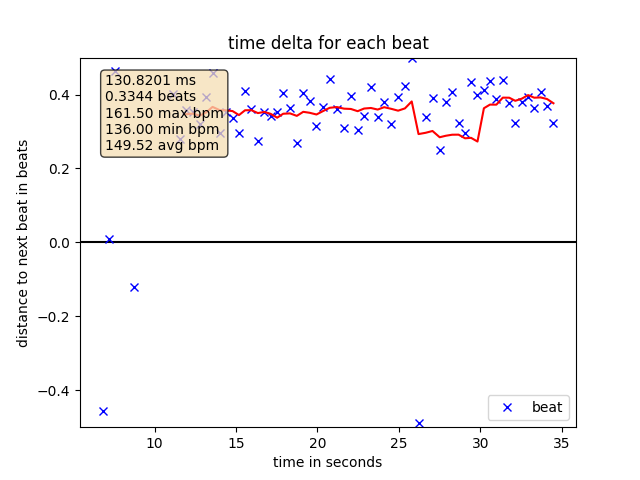 time delta for each beat
130.8201 ms
0.3344 beats
161.50 max bpm
136.00 min bpm
149.52 avg bpm
distance to next beat in beats
0.4
0.2
0.0
−0.2
−0.4
beat
10 15 20 25 30 35
time in seconds